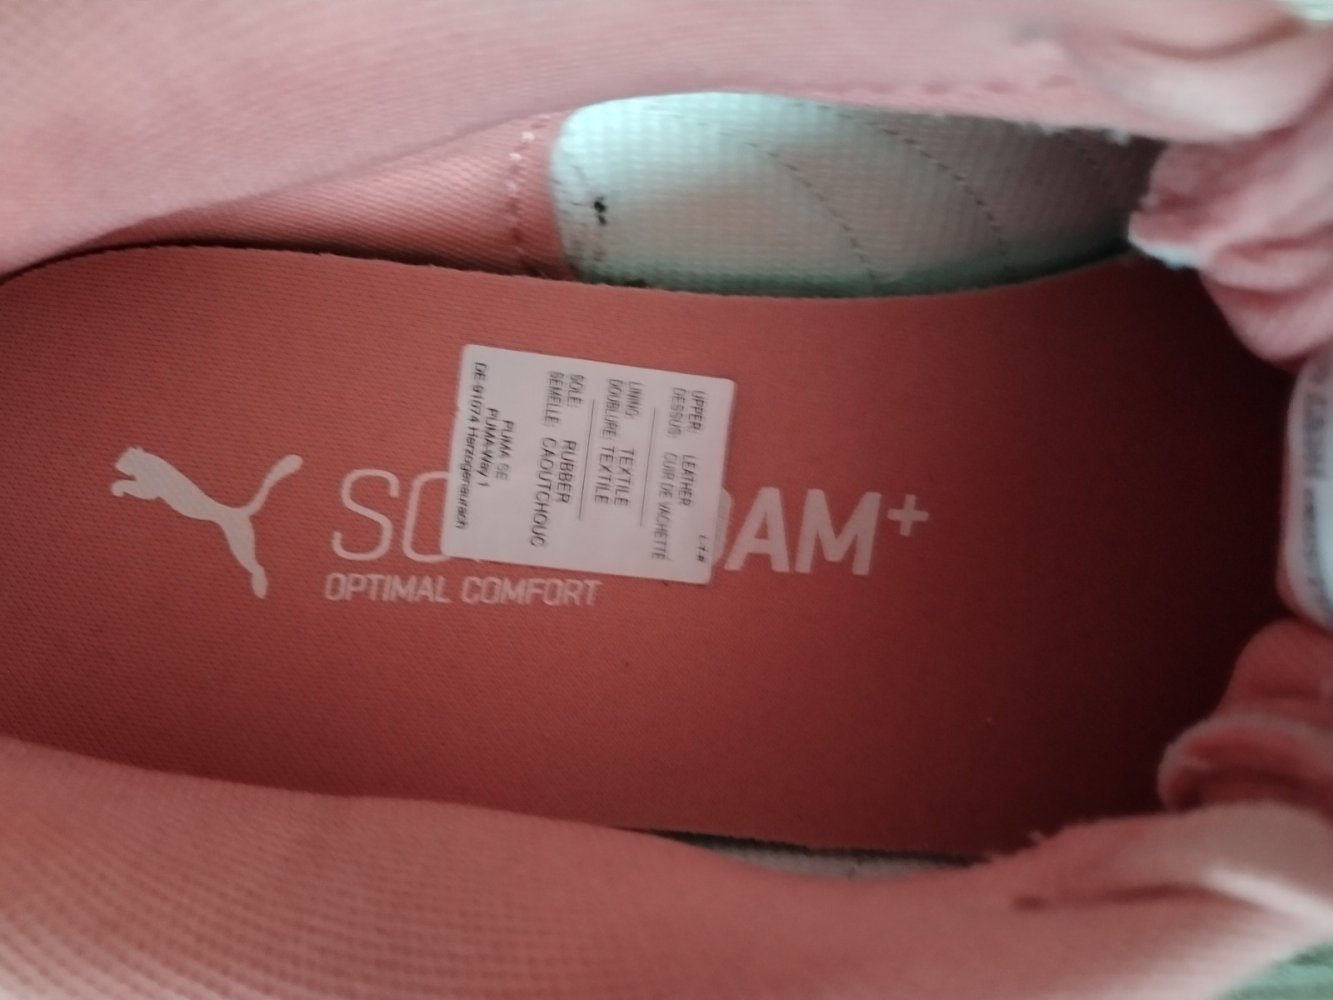 SO OAM+
OPTIMAL COMFORT
UPPER: LEATHER
DESSUS: CUIR DE VACHETTE
LINING: TEXTILE
DOUBLURE: TEXTILE
SOLE: RUBBER
SEMELLE: CAOUTCHOUC
PUMA SE
PUMA Way 1
DE-91074 Herzogenaurach